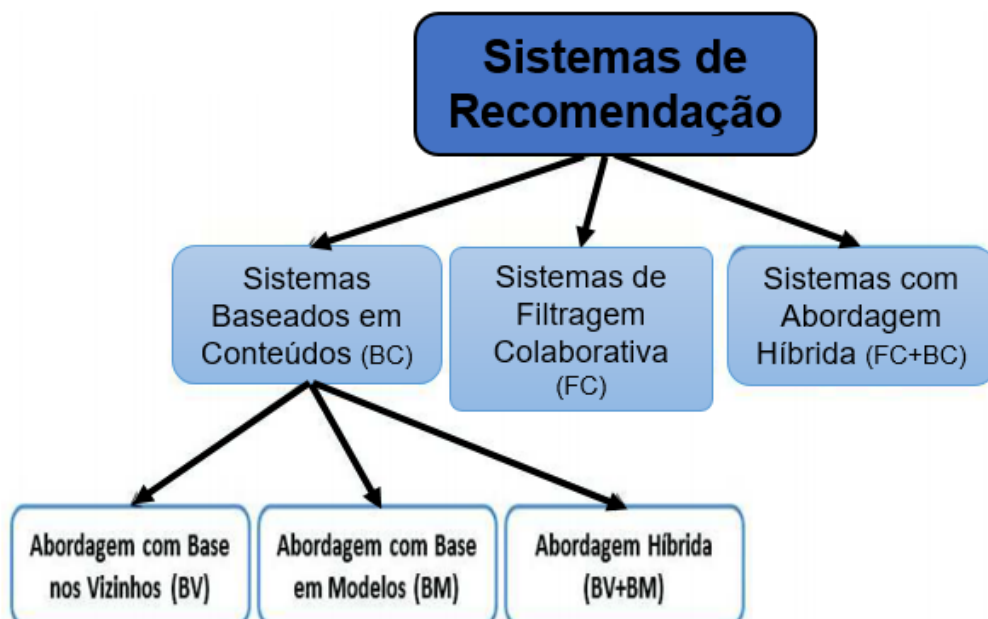 Sistemas de
Recomendação
Sistemas
Baseados em
Conteúdos (BC)
Sistemas de
Filtragem
Colaborativa
(FC)
Sistemas com
Abordagem
Híbrida (FC+BC)
Abordagem com Base
nos Vizinhos (BV)
Abordagem com Base
em Modelos (BM)
Abordagem Híbrida
(BV+BM)